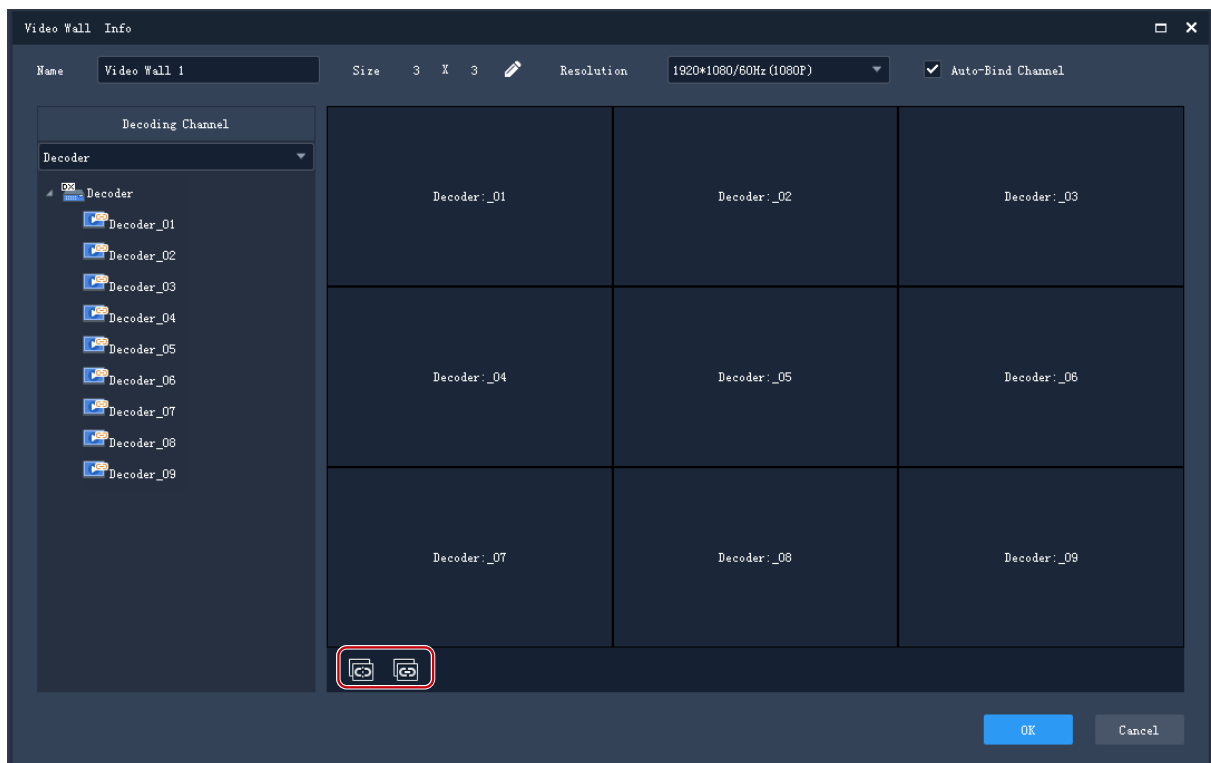 Video Wall Info
Name Video Wall 1 Size 3 X 3 Resolution 1920*1080/60Hz(1080P) Auto-Bind Channel
Decoding Channel
Decoder
DX Decoder
Decoder_01
Decoder_02
Decoder_03
Decoder_04
Decoder_05
Decoder_06
Decoder_07
Decoder_08
Decoder_09
Decoder:_01 Decoder:_02 Decoder:_03
Decoder:_04 Decoder:_05 Decoder:_06
Decoder:_07 Decoder:_08 Decoder:_09
OK Cancel